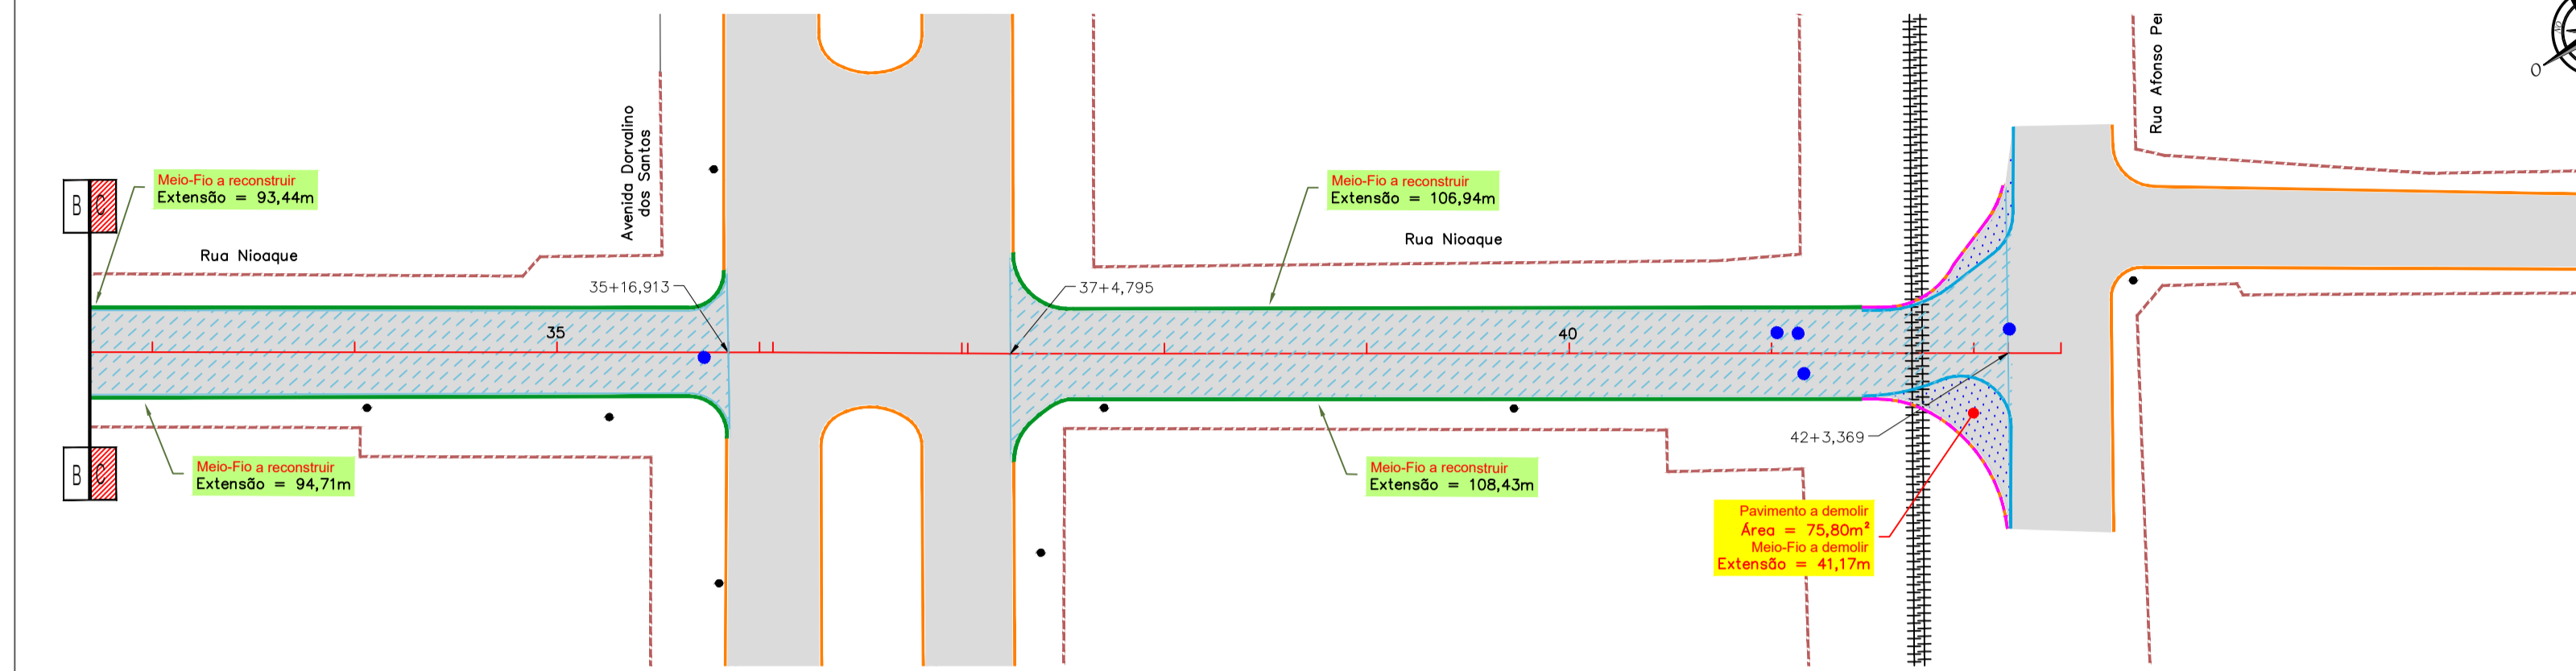 Rua Afonso Per
O
Avenida Dorvalino
dos Santos
B C
Meio-Fio a reconstruir
Extensão = 93,44m
Meio-Fio a reconstruir
Extensão = 106,94m
Rua Nioaque
Rua Nioaque
35+16,913
37+4,795
35
40
42+3,369
B C
Meio-Fio a reconstruir
Extensão = 94,71m
Meio-Fio a reconstruir
Extensão = 108,43m
Pavimento a demolir
Área = 75,80m²
Meio-Fio a demolir
Extensão = 41,17m